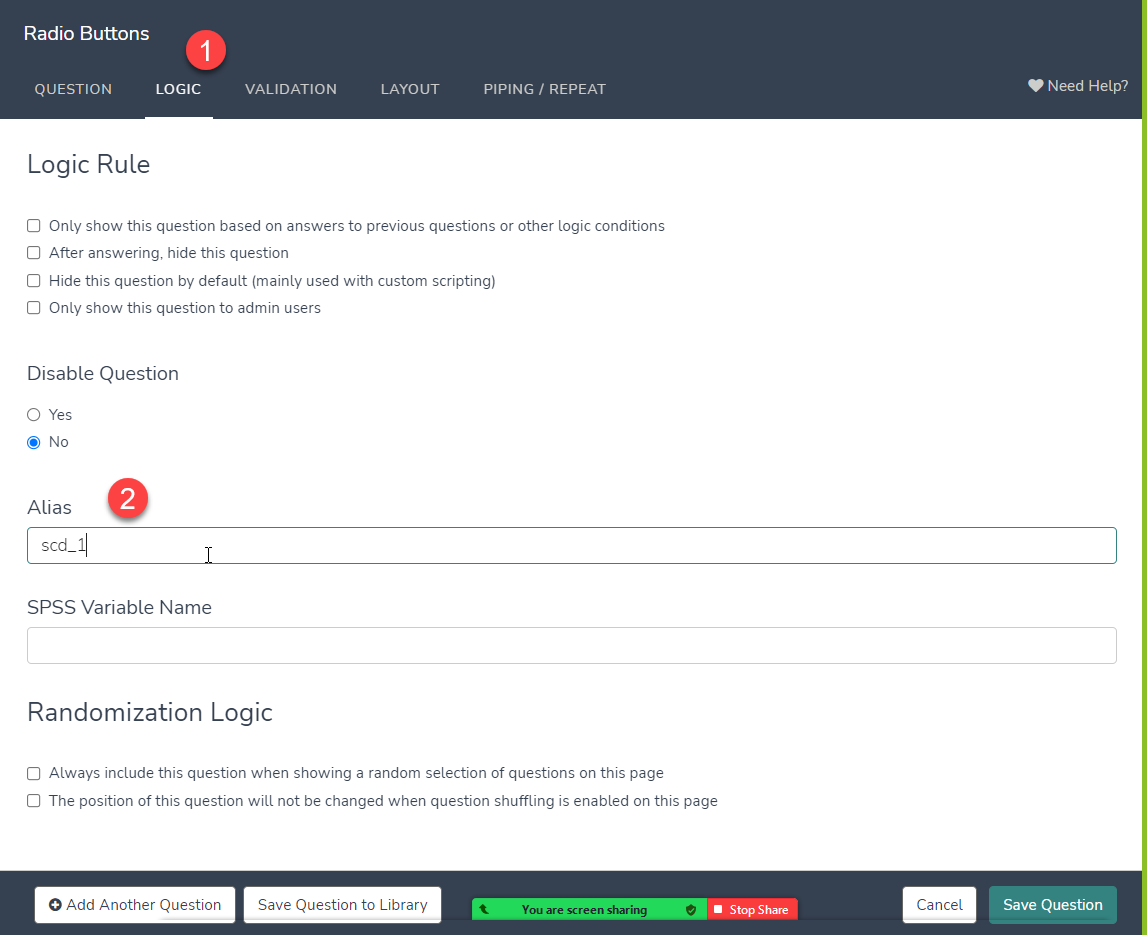 Radio Buttons
1
QUESTION LOGIC VALIDATION LAYOUT PIPING / REPEAT Need Help?
Logic Rule
Only show this question based on answers to previous questions or other logic conditions
After answering, hide this question
Hide this question by default (mainly used with custom scripting)
Only show this question to admin users
Disable Question
Yes
No
Alias 2
scd_1
SPSS Variable Name
Randomization Logic
Always include this question when showing a random selection of questions on this page
The position of this question will not be changed when question shuffling is enabled on this page
Add Another Question Save Question to Library You are screen sharing Stop Share Cancel Save Question